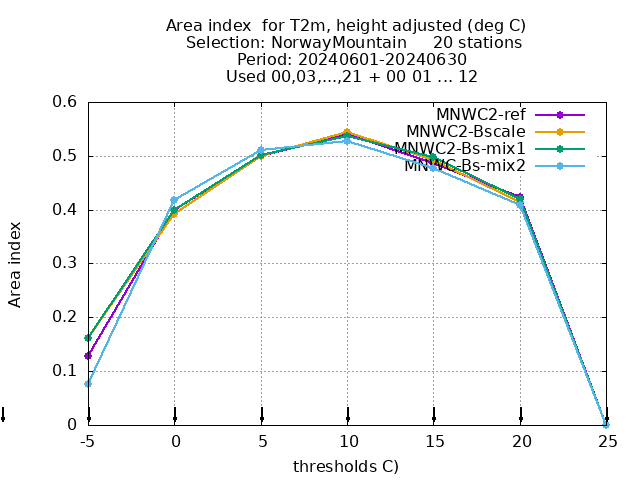 Area index  for T2m, height adjusted (deg C)
Selection: NorwayMountain     20 stations
Period: 20240601-20240630
Used 00,03,...,21 + 00 01 ... 12
MNWC2-ref
MNWC2-Bscale
MNWC2-Bs-mix1
MNWC-Bs-mix2
0.6
0.5
0.4
0.3
0.2
0.1
0
Area index
-5 0 5 10 15 20 25
thresholds C)